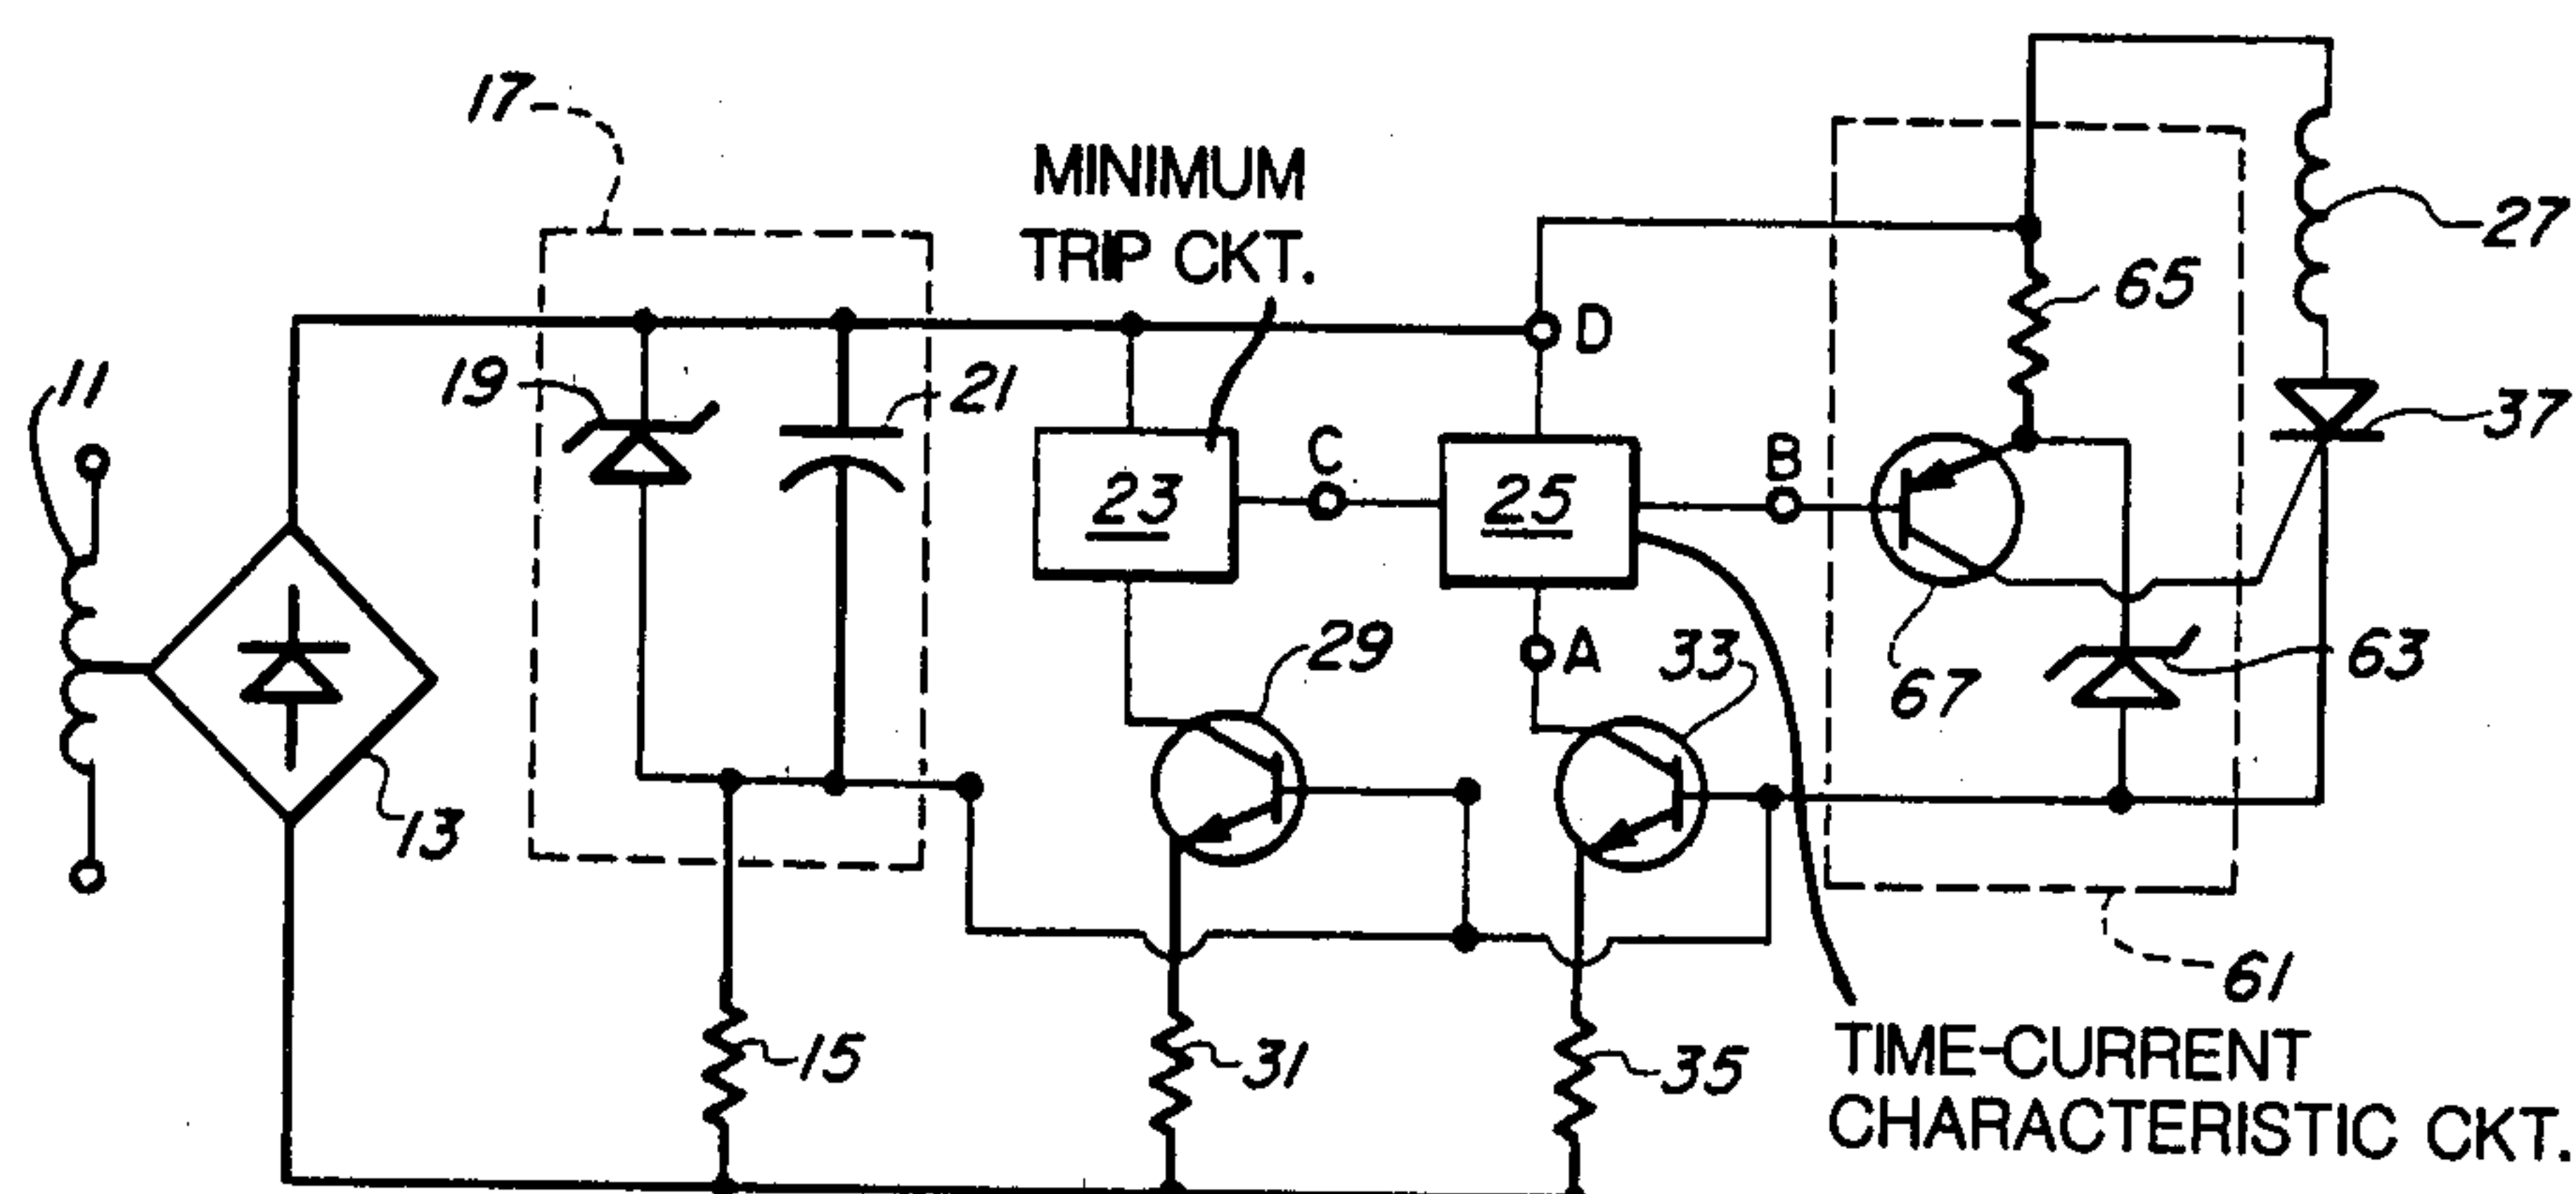 17
MINIMUM
TRIP CKT.
27
65
D
11
19
21
37
C
B
23
25
29
A
33
67
63
13
61
15
31
35
TIME-CURRENT
CHARACTERISTIC CKT.